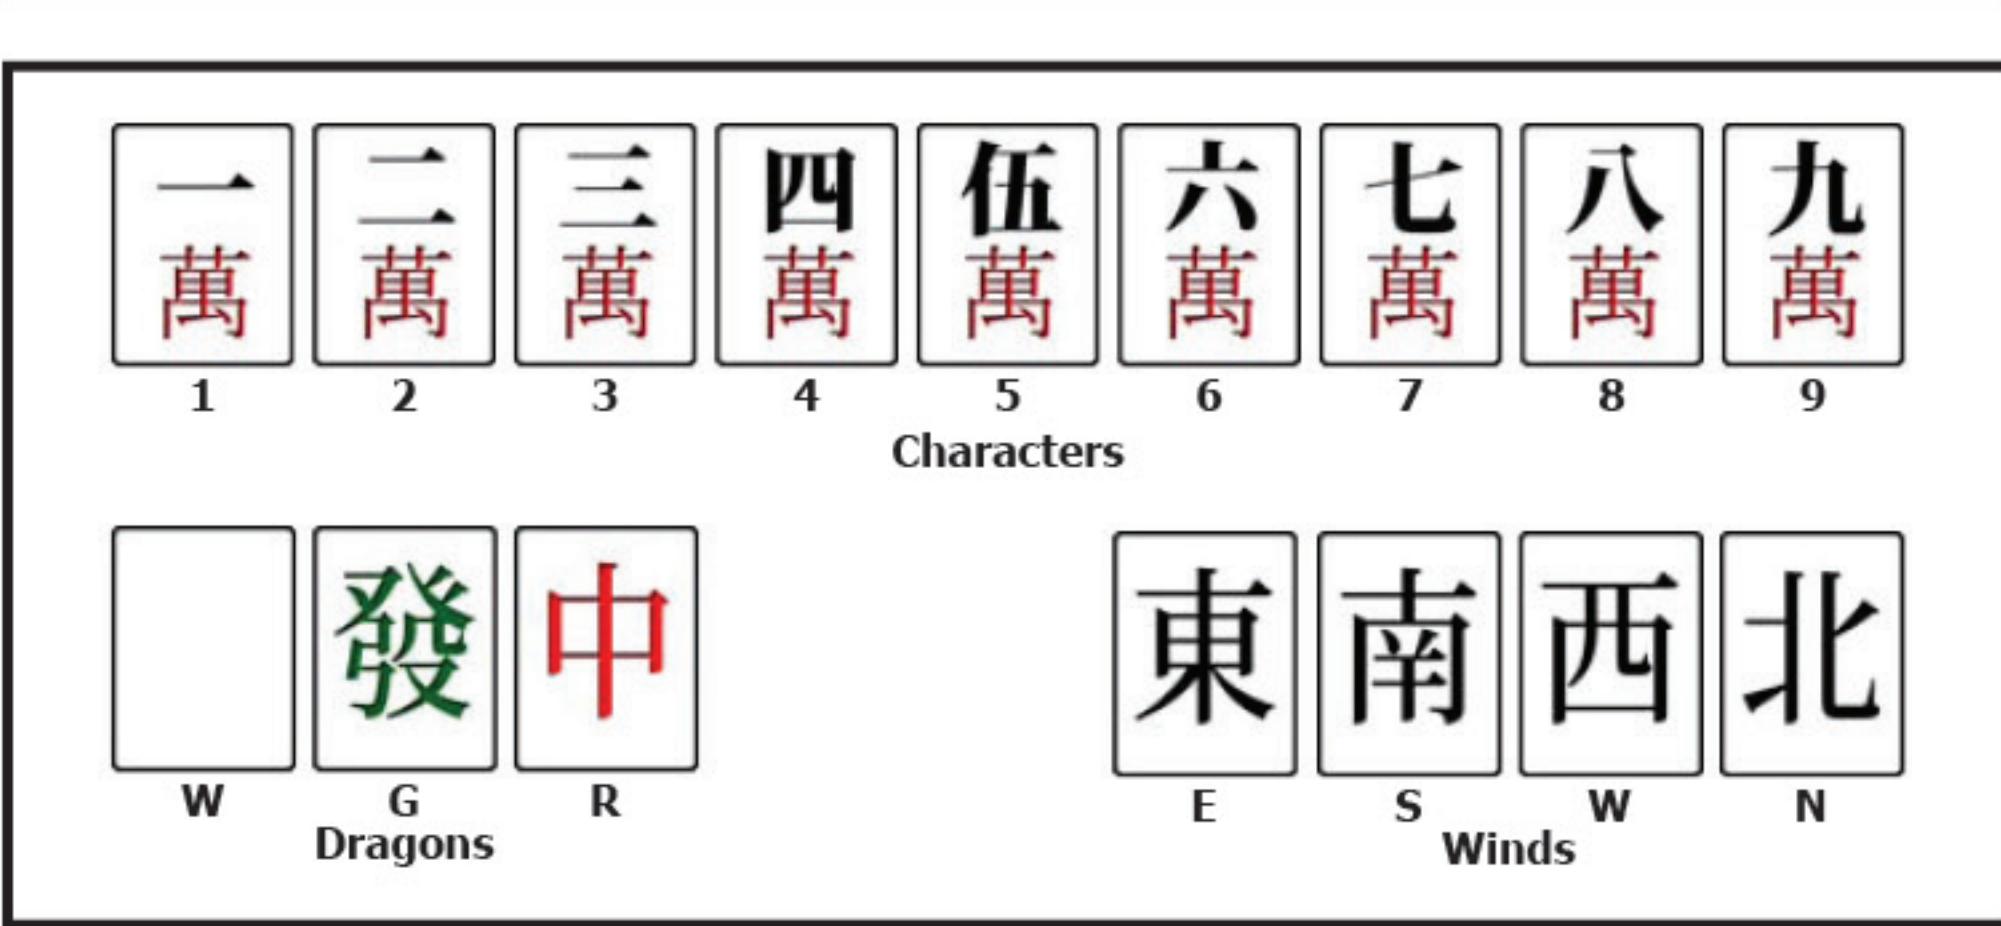 一 二 三 四 伍 六 七 八 九
萬 萬 萬 萬 萬 萬 萬 萬 萬
1 2 3 4 5 6 7 8 9
Characters
發 中 東 南 西 北
W G R E S W N
Dragons Winds